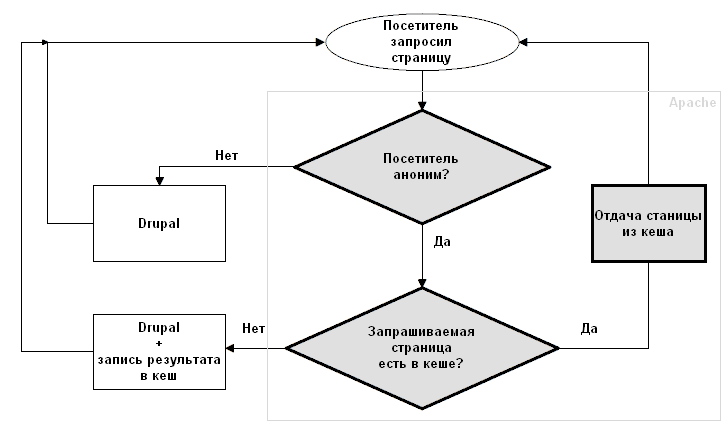 Посетитель
запросил
страницу
Apache
Посетитель
аноним?
Нет
Drupal
Отдача станицы
из кеша
Да
Запрашиваемая
страница
есть в кеше?
Нет
Да
Drupal
+
запись результата
в кеш